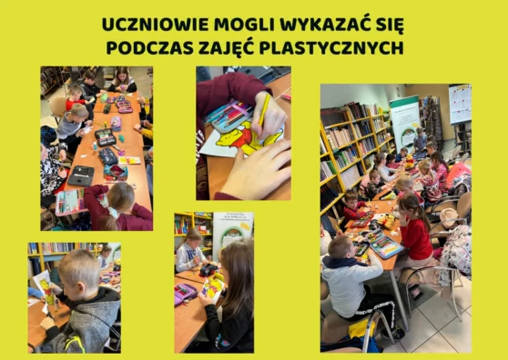 UCZNIOWIE MOGLI WYKAZAĆ SIĘ
PODCZAS ZAJĘĆ PLASTYCZNYCH